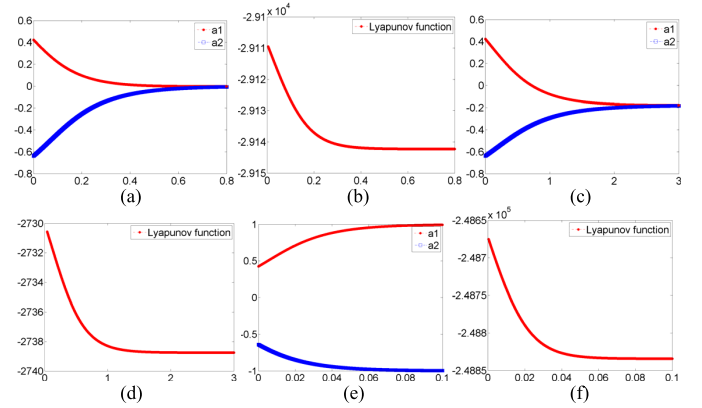 -2.91 x 10⁴
0.6
0.4
0.2
0
-0.2
-0.4
-0.6
-0.8
0 0.2 0.4 0.6 0.8
a1
a2
(a)
-2.911
-2.912
-2.913
-2.914
-2.915
0 0.2 0.4 0.6 0.8
Lyapunov function
(b)
0.6
0.4
0.2
0
-0.2
-0.4
-0.6
-0.8
0 1 2 3
a1
a2
(c)
-2730
-2732
-2734
-2736
-2738
-2740
0 1 2 3
Lyapunov function
(d)
1
0.5
0
-0.5
-1
0 0.02 0.04 0.06 0.08 0.1
a1
a2
(e)
-2.4865 x 10⁵
-2.487
-2.4875
-2.488
-2.4885
0 0.02 0.04 0.06 0.08 0.1
Lyapunov function
(f)